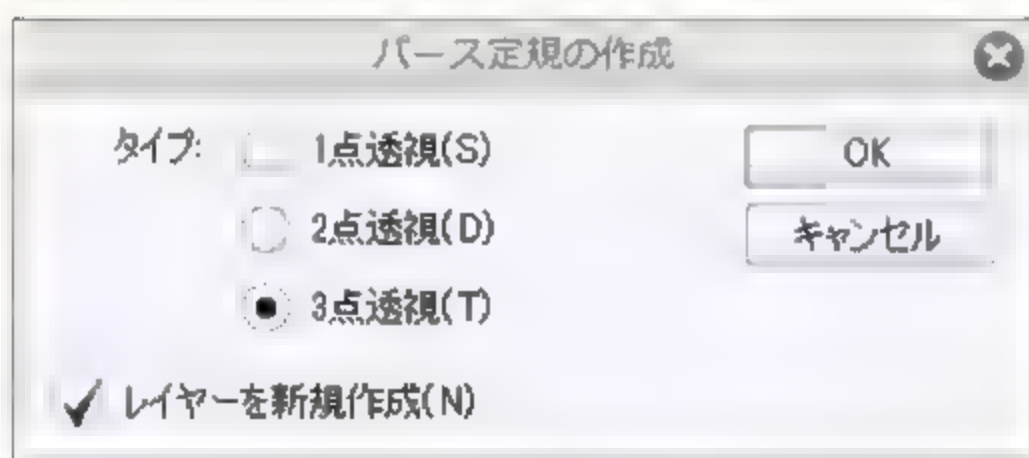 パース定規の作成
タイプ: 1点透視(S)
OK
2点透視(D)
キャンセル
3点透視(T)
レイヤーを新規作成(N)